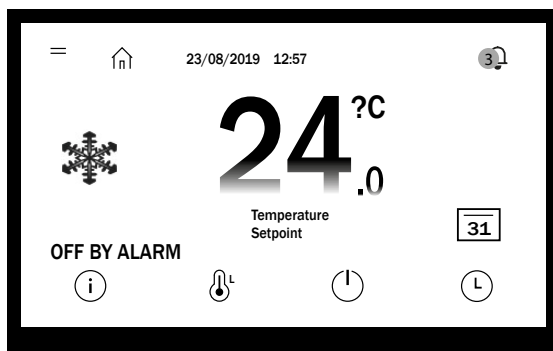 23/08/2019 12:57
3
24.0 ?C
Temperature
Setpoint
31
OFF BY ALARM
i
L
L